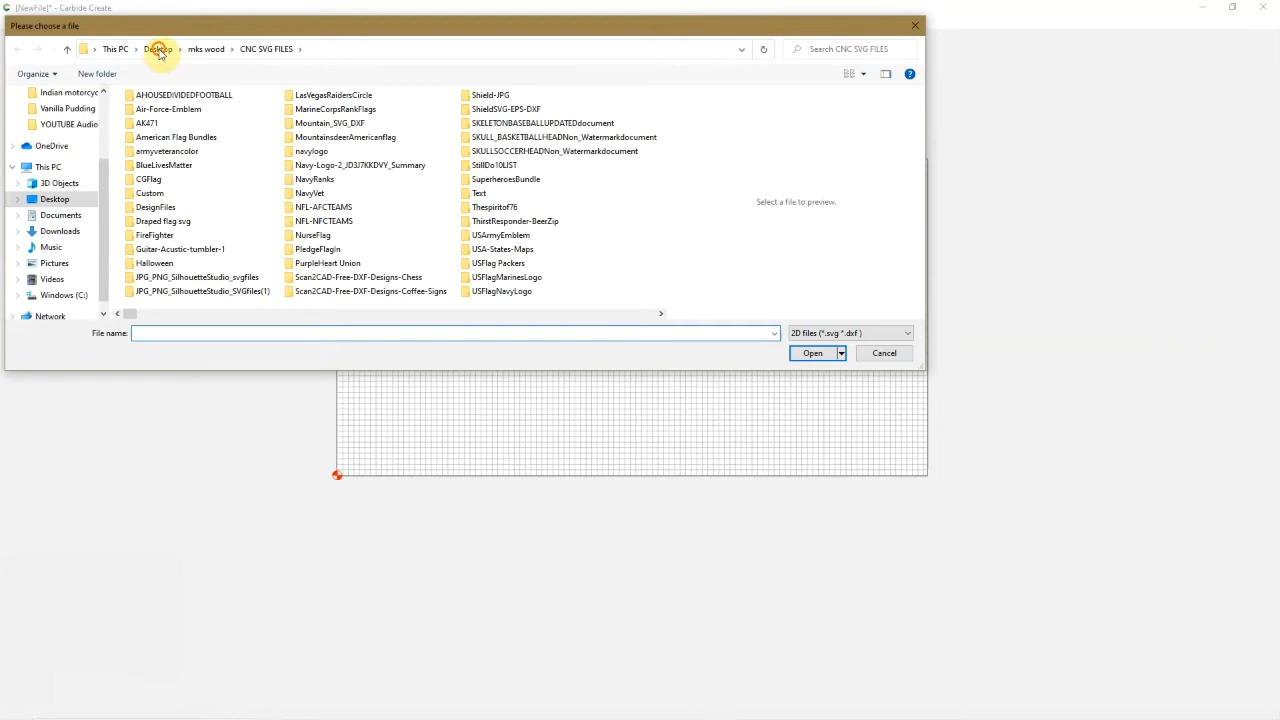 [NewFile]* - Carbide Create
Please choose a file
This PC > Desktop > mks wood > CNC SVG FILES >
Search CNC SVG FILES
Organize
New folder
Indian motorcyc
Vanilla Pudding
YOUTUBE Audio
OneDrive
This PC
3D Objects
Desktop
Documents
Downloads
Music
Pictures
Videos
Windows (C:)
Network
AHOUSEDIVIDEDFOOTBALL
Air-Force-Emblem
AK471
American Flag Bundles
armyveterancolor
BlueLivesMatter
CGFlag
Custom
DesignFiles
Draped flag svg
FireFighter
Guitar-Acustic-tumbler-1
Halloween
JPG_PNG_SilhouetteStudio_svgfiles
JPG_PNG_SilhouetteStudio_SVGfiles(1)
LasVegasRaidersCircle
MarineCorpsRankFlags
Mountain_SVG_DXF
MountainsdeerAmericanflag
navylogo
Navy-Logo-2_JD3J7KKDVY_Summary
NavyRanks
NavyVet
NFL-AFCTEAMS
NFL-NFCTEAMS
NurseFlag
PledgeFlagIn
PurpleHeart Union
Scan2CAD-Free-DXF-Designs-Chess
Scan2CAD-Free-DXF-Designs-Coffee-Signs
Shield-JPG
ShieldSVG-EPS-DXF
SKELETONBASEBALLUPDATEDdocument
SKULL_BASKETBALLHEADNon_Watermarkdocument
SKULLSOCCERHEADNon_Watermarkdocument
StillDo10LIST
SuperheroesBundle
Text
Thespiritof76
ThirstResponder-BeerZip
USArmyEmblem
USA-States-Maps
USFlag Packers
USFlagMarinesLogo
USFlagNavyLogo
Select a file to preview.
File name:
2D files (*.svg *.dxf )
Open
Cancel